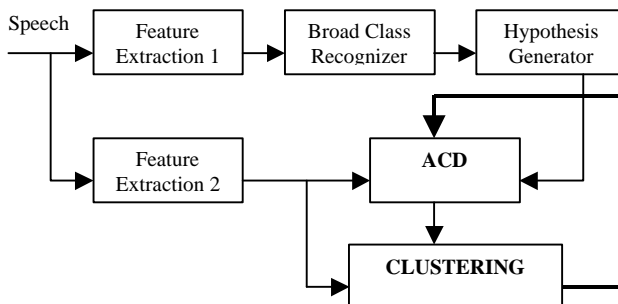 Speech
Feature
Extraction 1
Broad Class
Recognizer
Hypothesis
Generator
Feature
Extraction 2
ACD
CLUSTERING